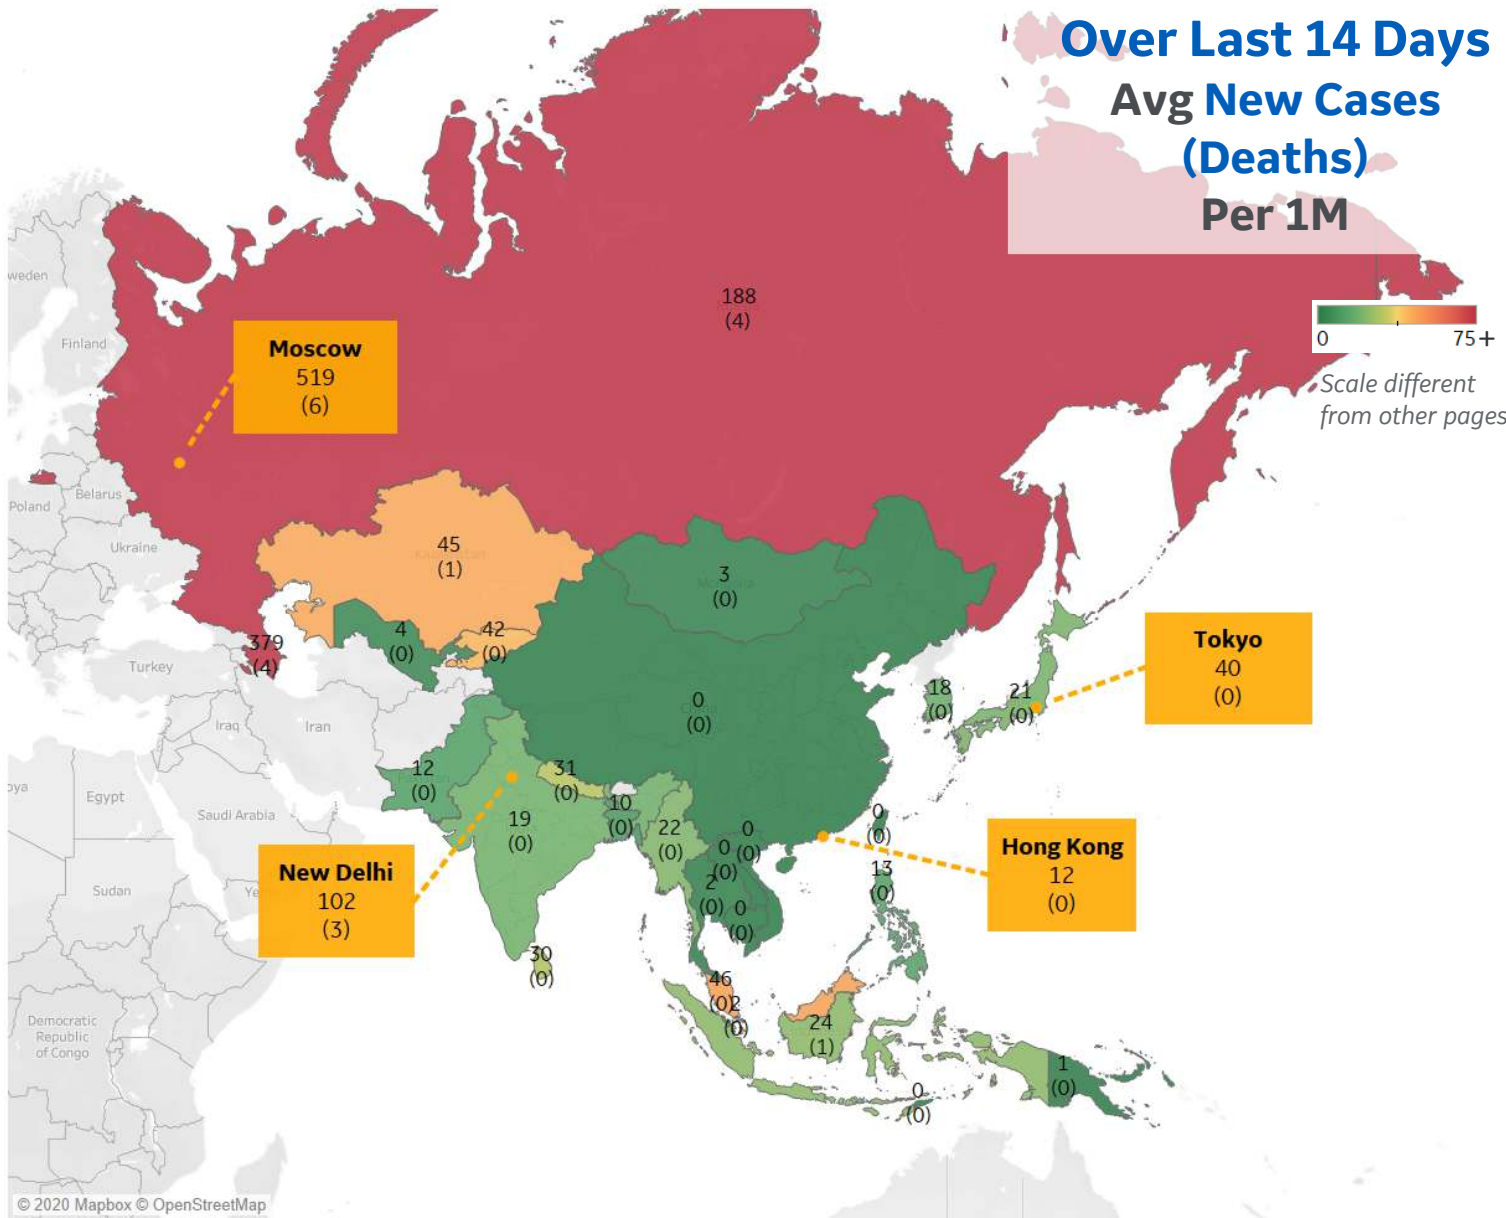 Over Last 14 Days
Avg New Cases
(Deaths)
Per 1M
0
75+
Scale different
from other pages
188
(4)
Moscow
519
(6)
weden
Finland
Belarus
Poland
Ukraine
45
(1)
3
(0)
4
(0)
42
(0)
379
(4)
Turkey
Iraq
Iran
Tokyo
40
(0)
18
(0)
21
(0)
0
(0)
12
(0)
31
(0)
10
(0)
19
(0)
22
(0)
oya
Egypt
Saudi Arabia
Sudan
Ye
New Delhi
102
(3)
0
(0)
0
(0)
0
(0)
2
(0)
0
(0)
13
(0)
Hong Kong
12
(0)
30
(0)
46
(0)
2
(0)
24
(1)
0
(0)
1
(0)
Democratic
Republic
of Congo
© 2020 Mapbox © OpenStreetMap